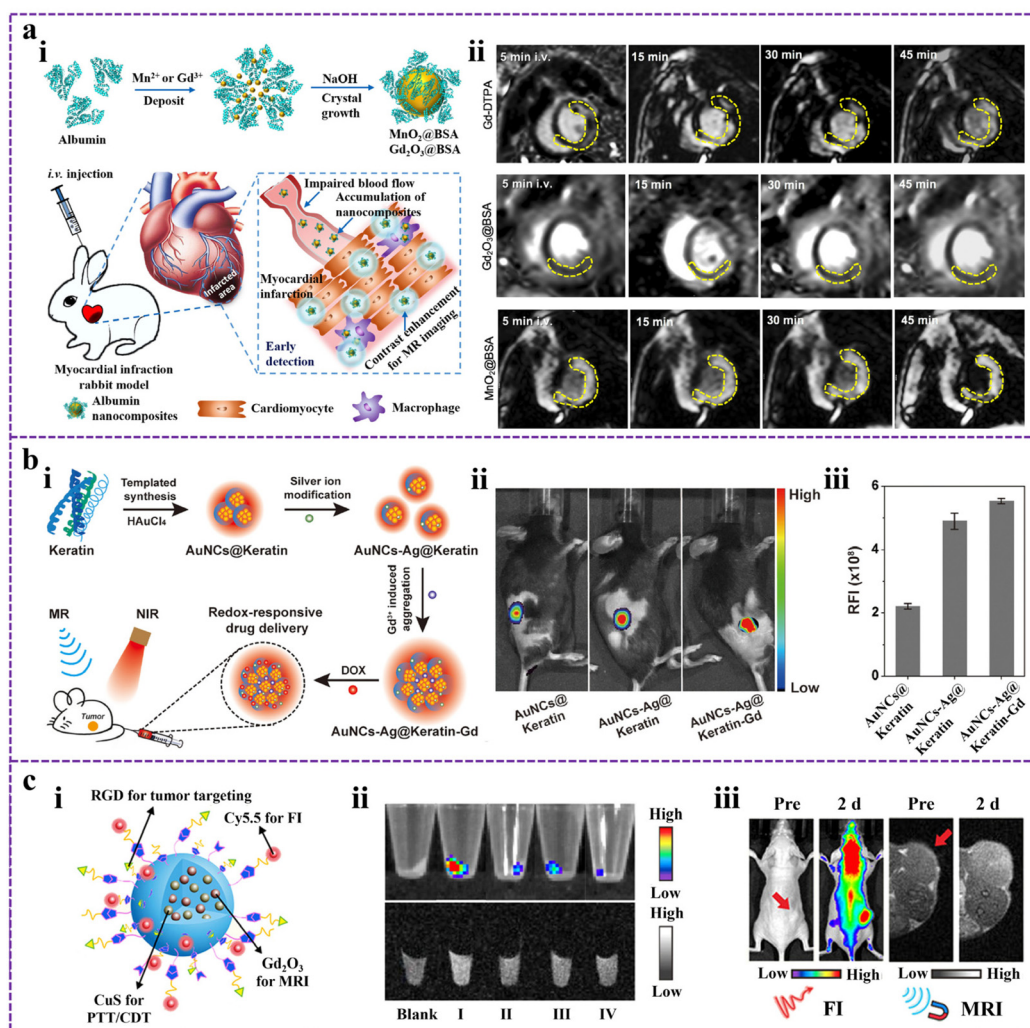 a
i
Mn²⁺ or Gd³⁺
Deposit
NaOH
Crystal
growth
Albumin
MnO₂@BSA
Gd₂O₃@BSA
i.v. injection
Infarcted
area
Impaired blood flow
Accumulation of
nanocomposites
Myocardial
infarction
Early
detection
Contrast enhancement
for MR imaging
Myocardial infraction
rabbit model
Albumin
nanocomposites
Cardiomyocyte
Macrophage
ii
Gd-DTPA
5 min i.v.
15 min
30 min
45 min
Gd₂O₃@BSA
5 min i.v.
15 min
30 min
45 min
MnO₂@BSA
5 min i.v.
15 min
30 min
45 min
b
i
Keratin
Templated
synthesis
HAuCl₄
AuNCs@Keratin
Silver ion
modification
AuNCs-Ag@Keratin
Gd³⁺ induced
aggregation
MR
NIR
Redox-responsive
drug delivery
DOX
Tumor
AuNCs-Ag@Keratin-Gd
ii
High
Low
AuNCs@
Keratin
AuNCs-Ag@
Keratin
AuNCs-Ag@
Keratin-Gd
iii
RFI (x10⁸)
6
4
2
0
AuNCs@
Keratin
AuNCs-Ag@
Keratin
AuNCs-Ag@
Keratin-Gd
c
i
RGD for tumor targeting
Cy5.5 for FI
Gd₂O₃
for MRI
CuS for
PTT/CDT
ii
High
Low
High
Low
Blank
I
II
III
IV
iii
Pre
2 d
Pre
2 d
Low
High
Low
High
FI
MRI